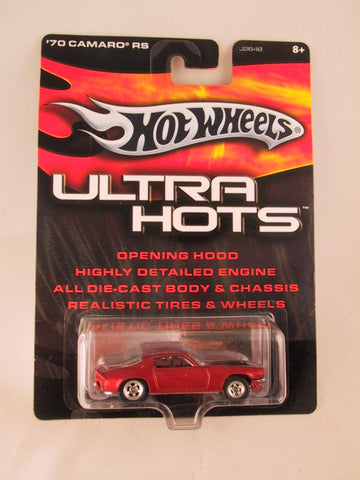 '70 CAMARO® RS
J2848
8+
HOT WHEELS®
ULTRA
HOTS™
OPENING HOOD
HIGHLY DETAILED ENGINE
ALL DIE-CAST BODY & CHASSIS
REALISTIC TIRES & WHEELS